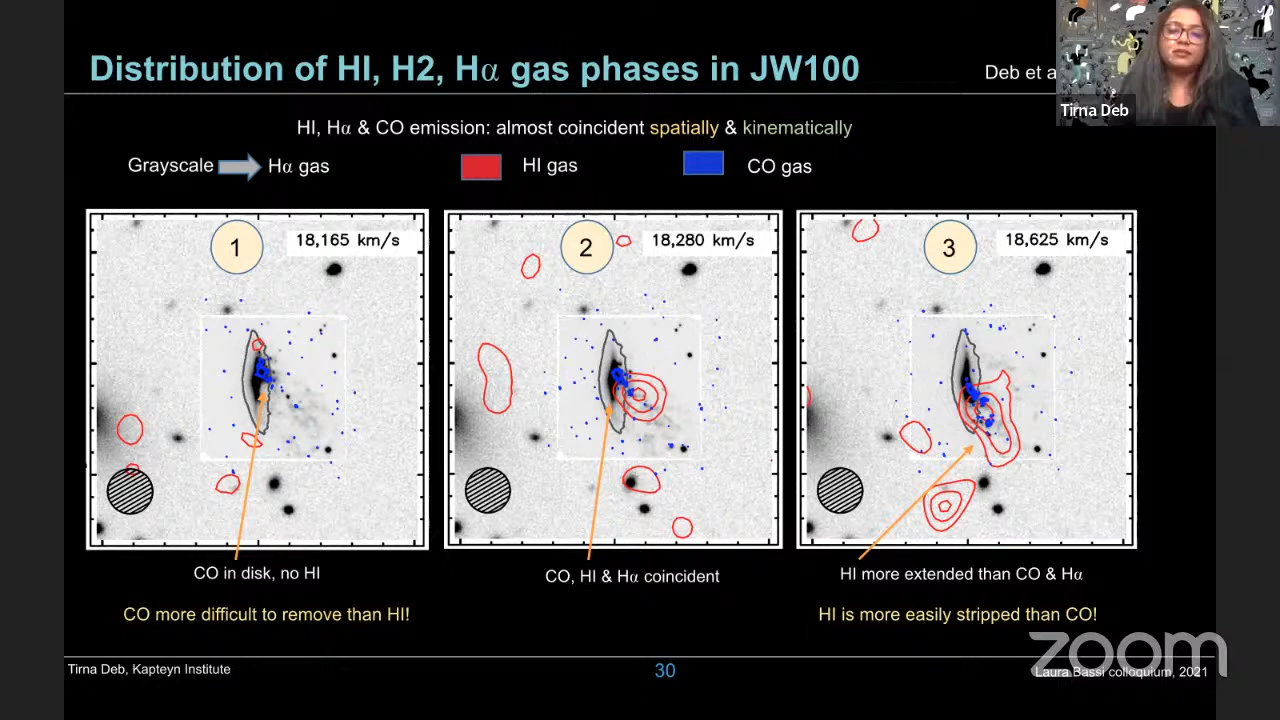 Distribution of HI, H2, Hα gas phases in JW100
Deb et a
Tirna Deb
HI, Hα & CO emission: almost coincident spatially & kinematically
Grayscale Hα gas HI gas CO gas
1 18,165 km/s
2 18,280 km/s
3 18,625 km/s
CO in disk, no HI
CO, HI & Hα coincident
HI more extended than CO & Hα
CO more difficult to remove than HI!
HI is more easily stripped than CO!
zoom
Tirna Deb, Kapteyn Institute
30
Laura Bassi colloquium, 2021